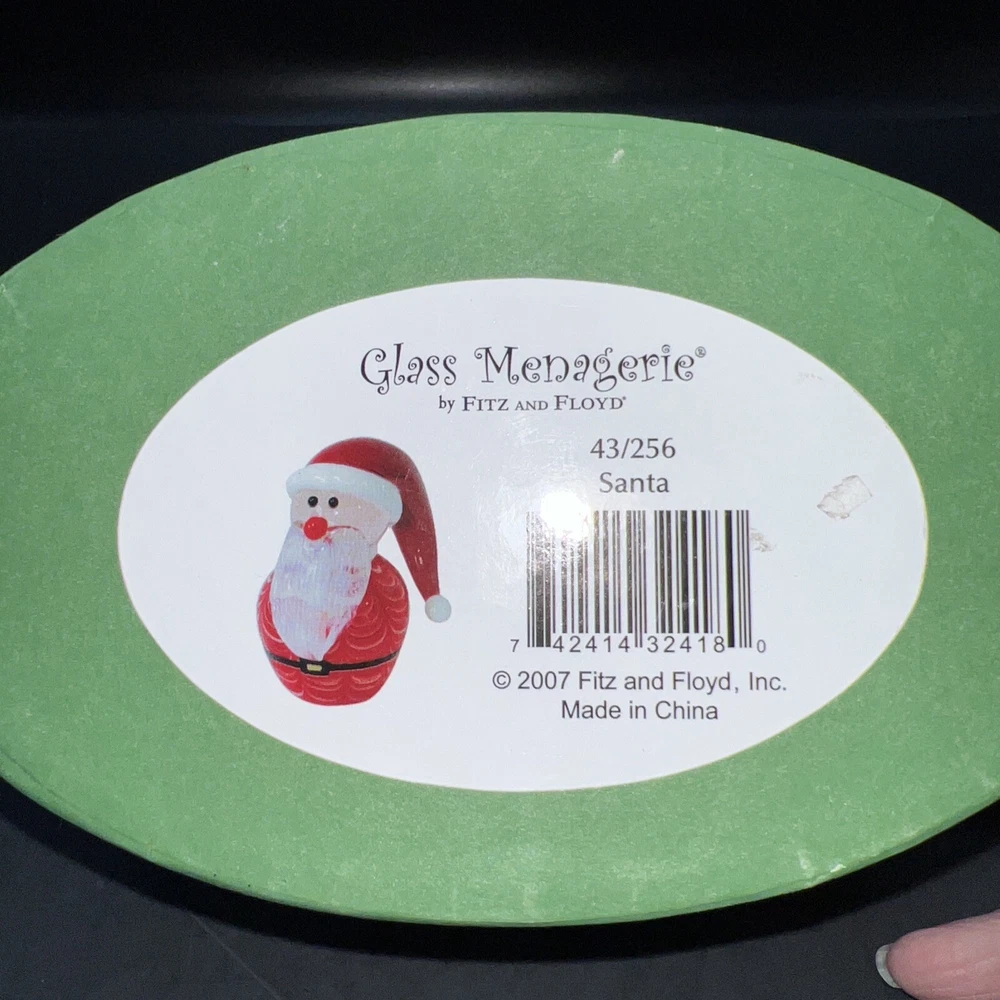 Glass Menagerie®
by FITZ AND FLOYD®
43/256
Santa
7 42414 32418 0
© 2007 Fitz and Floyd, Inc.
Made in China